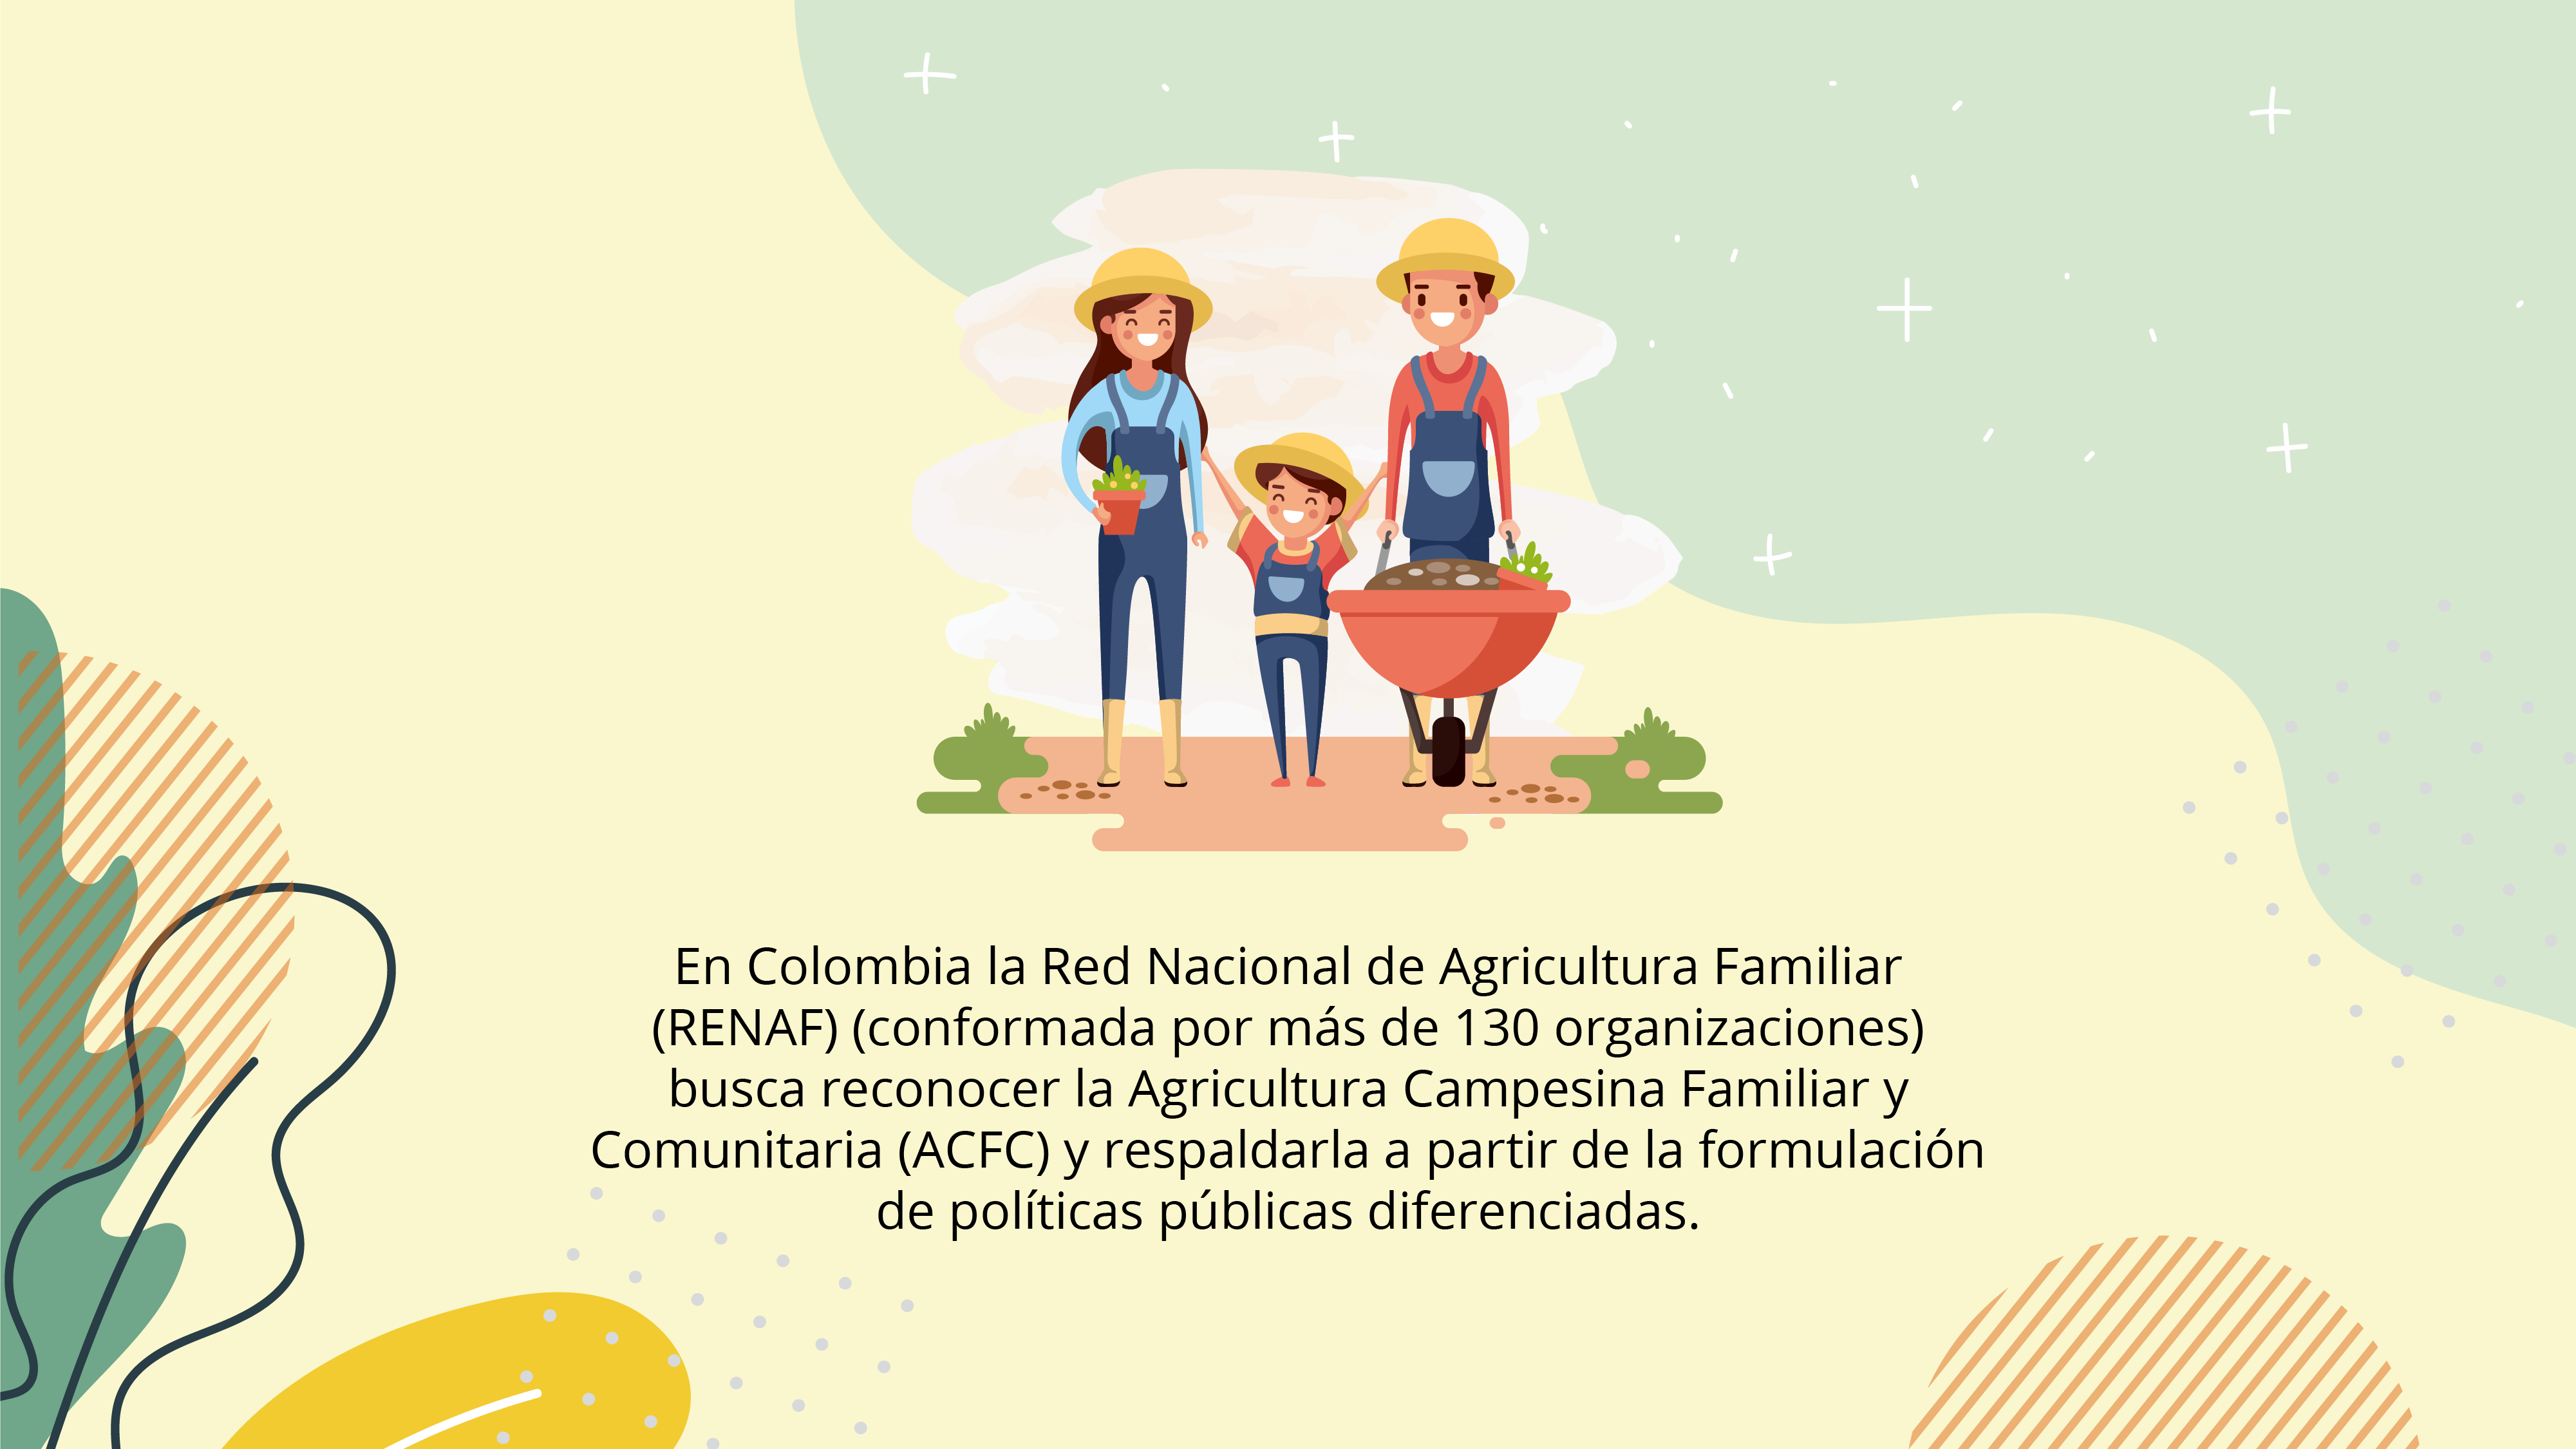 En Colombia la Red Nacional de Agricultura Familiar
(RENAF) (conformada por más de 130 organizaciones)
busca reconocer la Agricultura Campesina Familiar y
Comunitaria (ACFC) y respaldarla a partir de la formulación
de políticas públicas diferenciadas.